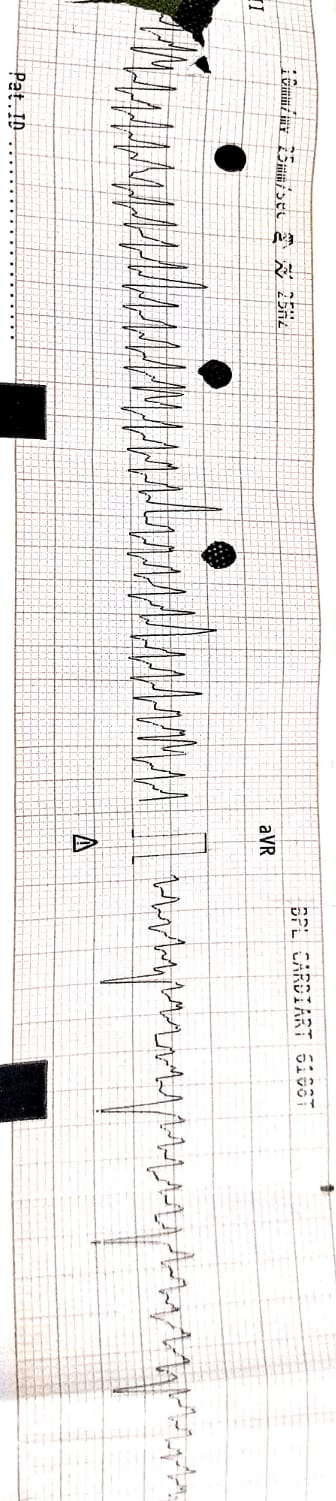 II
10mm/mV 25mm/sec 25HZ
Pat.ID ..................
aVR
BPL CARDIART 6108T